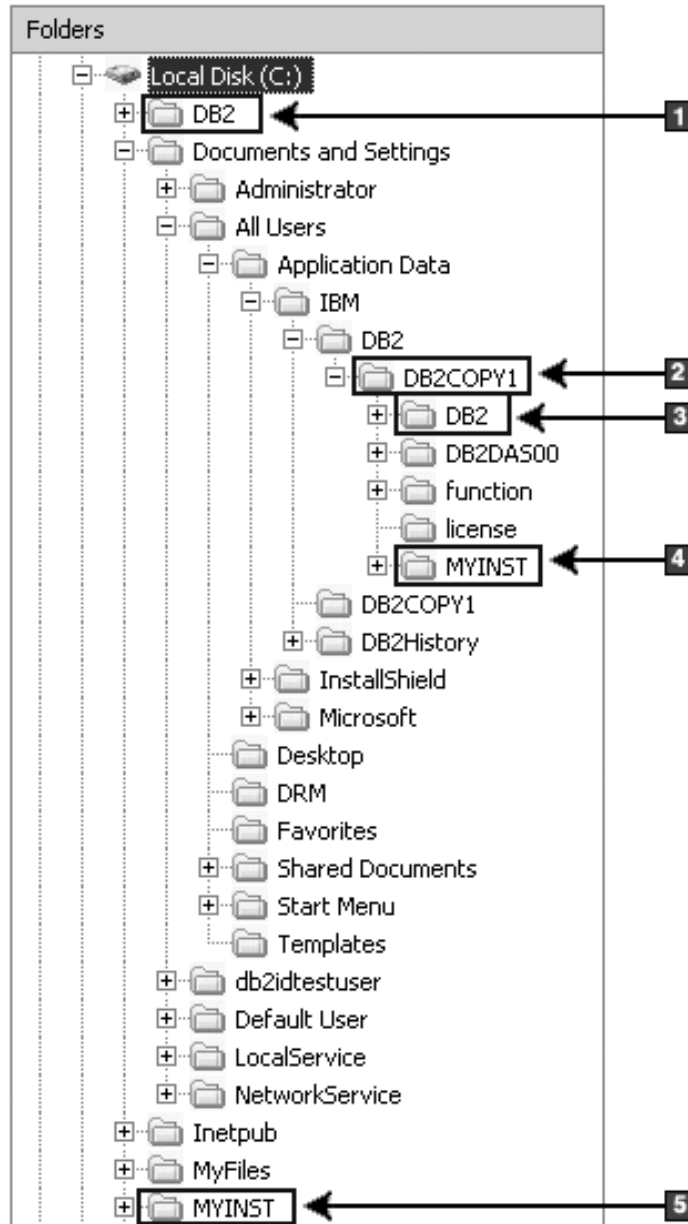 Folders
Local Disk (C:)
DB2 1
Documents and Settings
Administrator
All Users
Application Data
IBM
DB2
DB2COPY1 2
DB2 3
DB2DAS00
function
license
MYINST 4
DB2COPY1
DB2History
InstallShield
Microsoft
Desktop
DRM
Favorites
Shared Documents
Start Menu
Templates
db2idtestuser
Default User
LocalService
NetworkService
Inetpub
MyFiles
MYINST 5